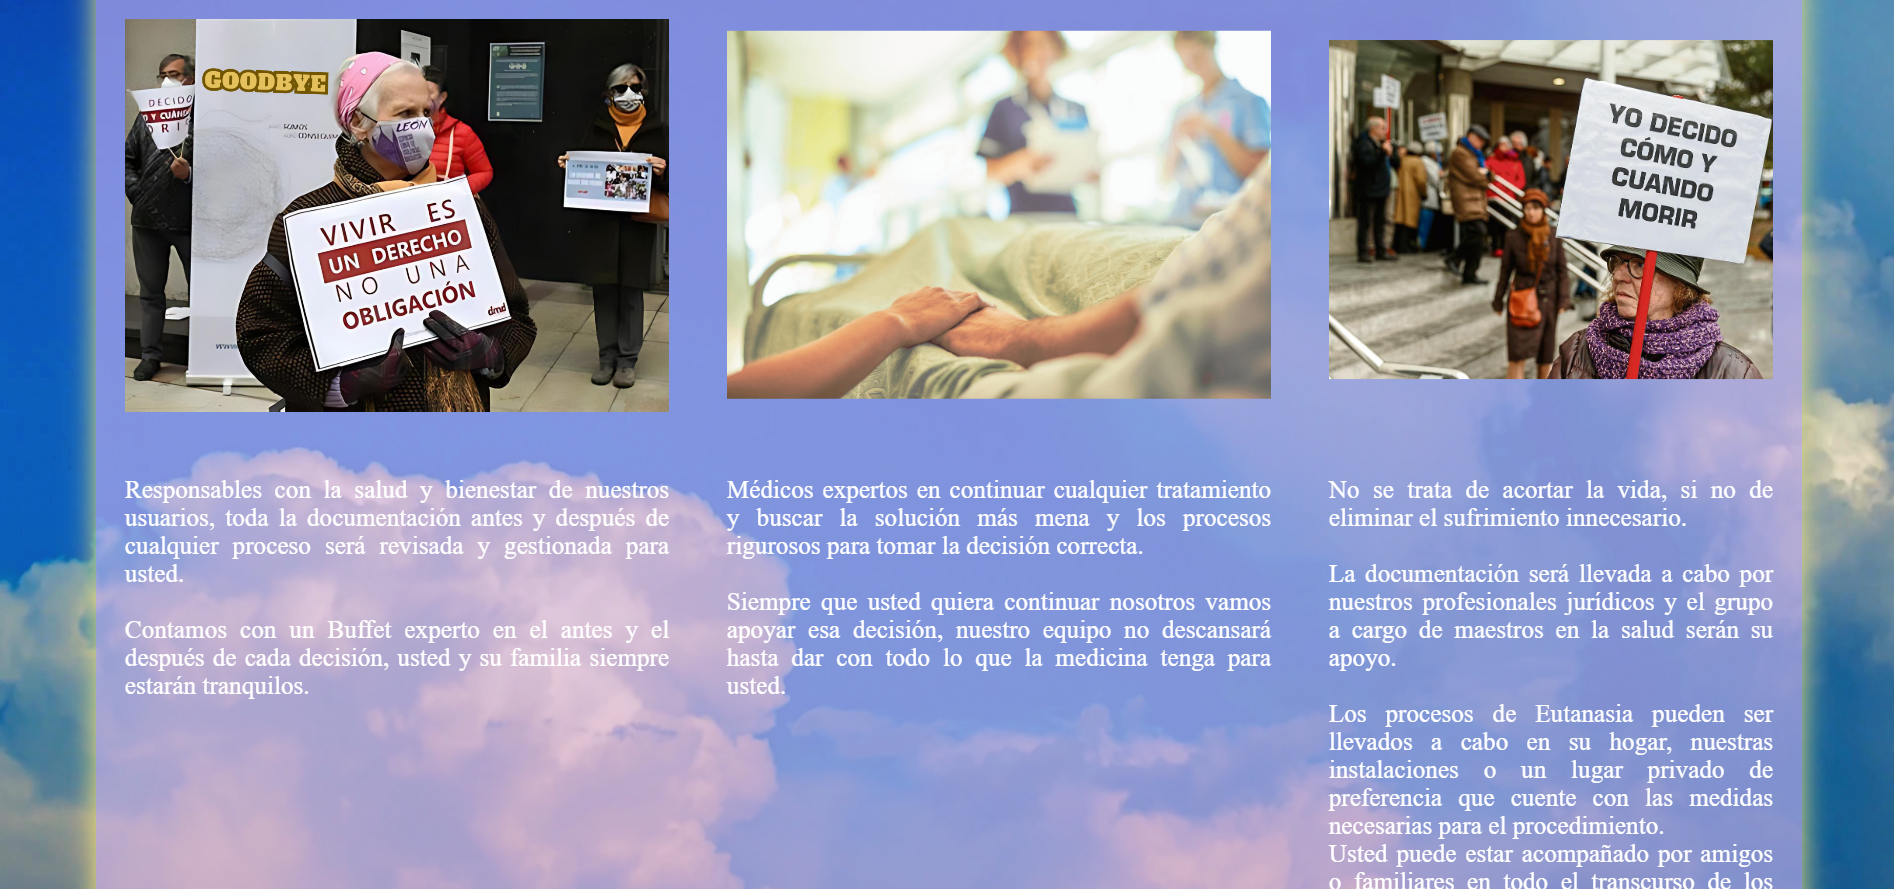 GOODBYE
DECIDO
Y CUÁN
LEÓN
VIVIR ES
UN DERECHO
NO UNA
OBLIGACIÓN
dmd
YO DECIDO
CÓMO Y
CUANDO
MORIR
Responsables con la salud y bienestar de nuestros
usuarios, toda la documentación antes y después de
cualquier proceso será revisada y gestionada para
usted.
Contamos con un Buffet experto en el antes y el
después de cada decisión, usted y su familia siempre
estarán tranquilos.
Médicos expertos en continuar cualquier tratamiento
y buscar la solución más mena y los procesos
rigurosos para tomar la decisión correcta.
Siempre que usted quiera continuar nosotros vamos
apoyar esa decisión, nuestro equipo no descansará
hasta dar con todo lo que la medicina tenga para
usted.
No se trata de acortar la vida, si no de
eliminar el sufrimiento innecesario.
La documentación será llevada a cabo por
nuestros profesionales jurídicos y el grupo
a cargo de maestros en la salud serán su
apoyo.
Los procesos de Eutanasia pueden ser
llevados a cabo en su hogar, nuestras
instalaciones o un lugar privado de
preferencia que cuente con las medidas
necesarias para el procedimiento.
Usted puede estar acompañado por amigos
o familiares en todo el transcurso de los